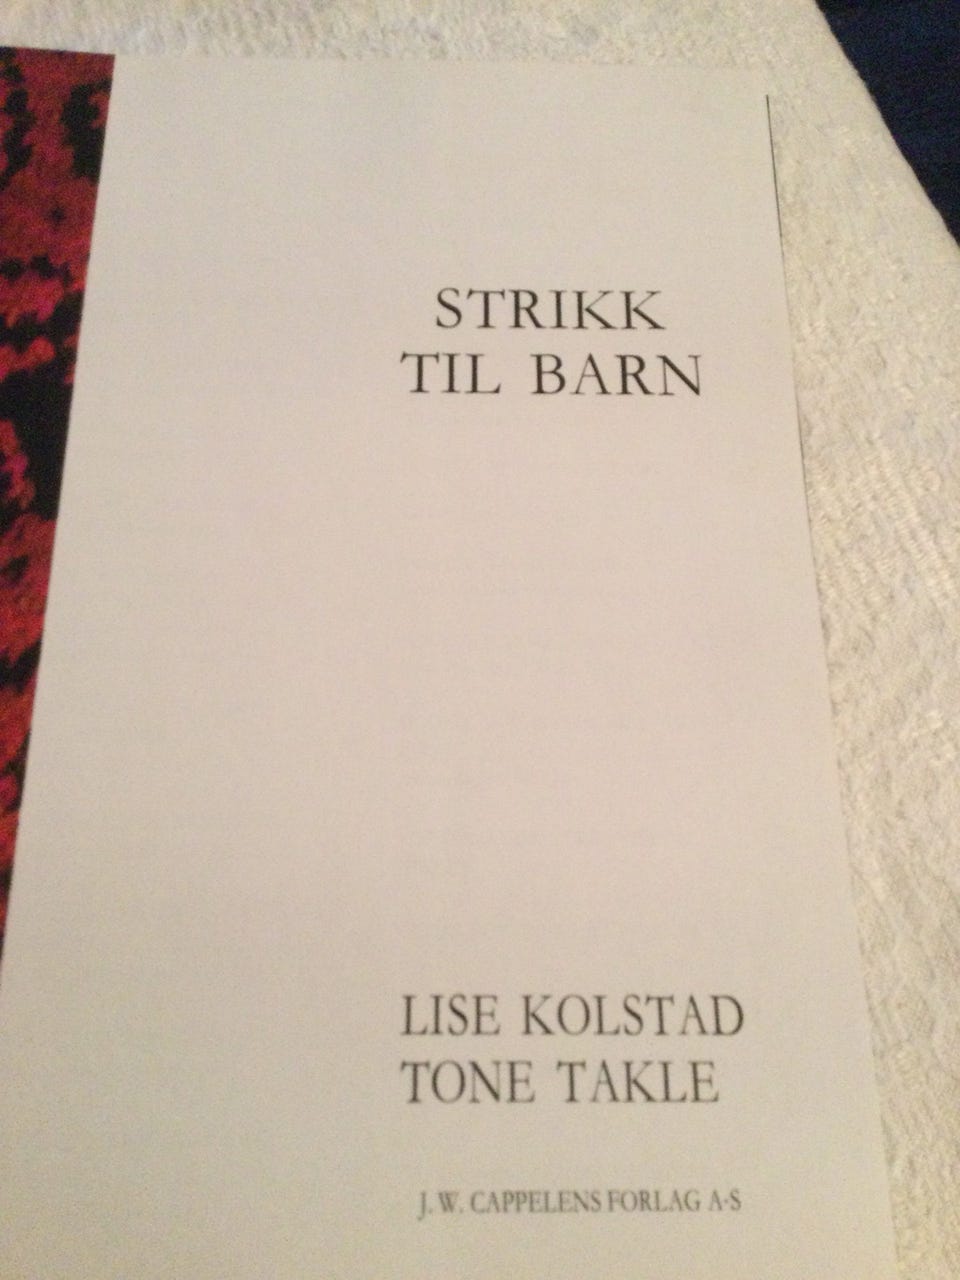 STRIKK
TIL BARN
LISE KOLSTAD
TONE TAKLE
J.W. CAPPELENS FORLAG A·S